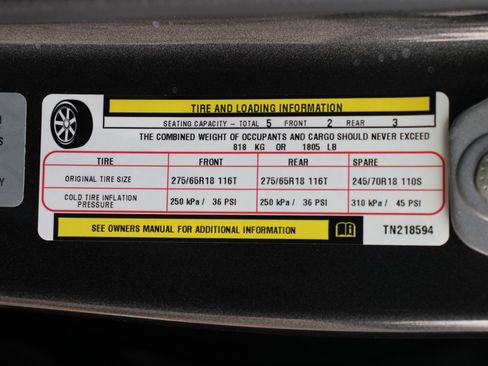 TIRE AND LOADING INFORMATION
SEATING CAPACITY - TOTAL 5 FRONT 2 REAR 3
THE COMBINED WEIGHT OF OCCUPANTS AND CARGO SHOULD NEVER EXCEED
818 KG OR 1805 LB
TIRE FRONT REAR SPARE
ORIGINAL TIRE SIZE 275/65R18 116T 275/65R18 116T 245/70R18 110S
COLD TIRE INFLATION
PRESSURE 250 kPa / 36 PSI 250 kPa / 36 PSI 310 kPa / 45 PSI
SEE OWNERS MANUAL FOR ADDITIONAL INFORMATION TN218594